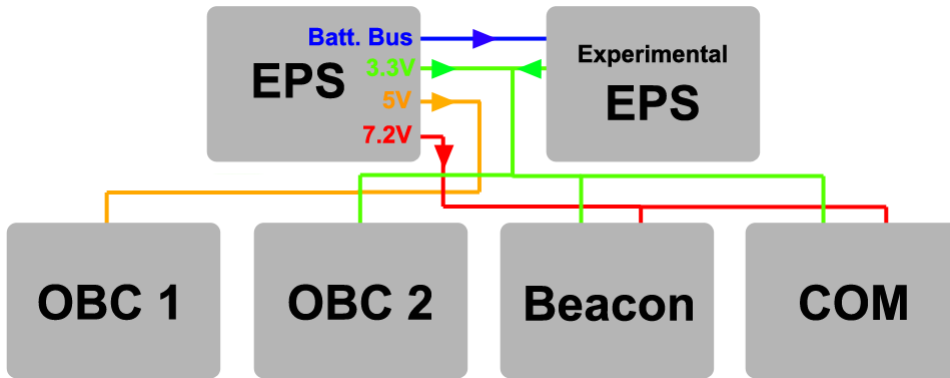 Batt. Bus
3.3V
EPS
5V
7.2V
Experimental
EPS
OBC 1
OBC 2
Beacon
COM